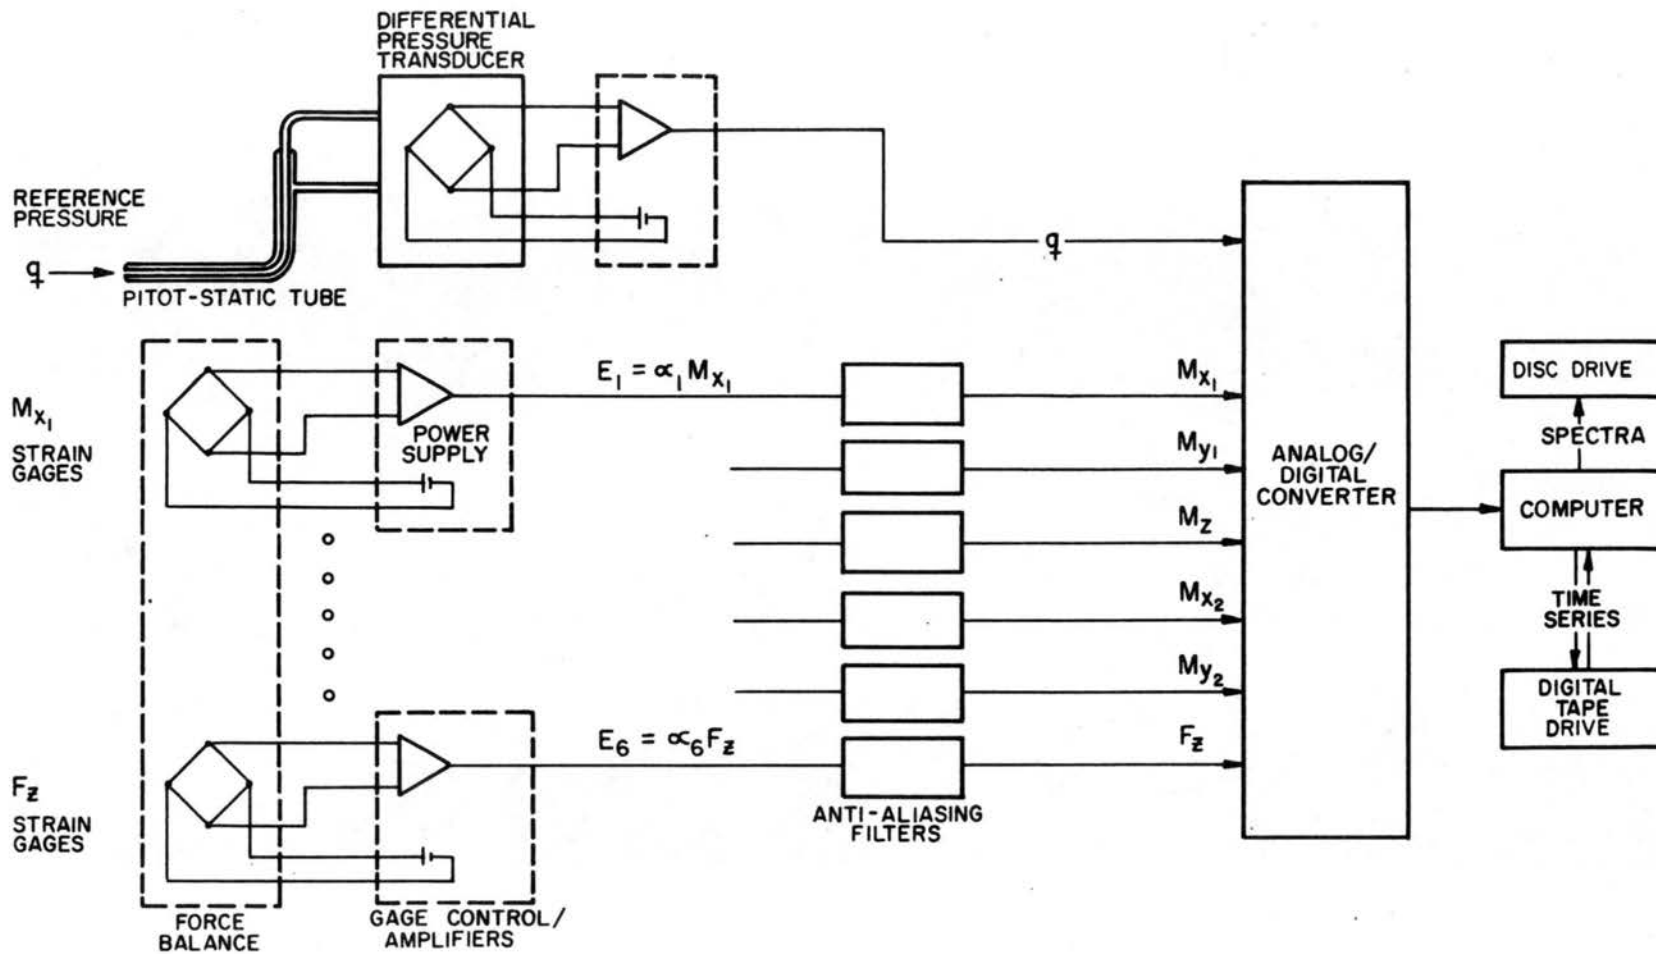 DIFFERENTIAL
PRESSURE
TRANSDUCER
REFERENCE
PRESSURE
q
PITOT-STATIC TUBE
q
Mx₁
STRAIN
GAGES
POWER
SUPPLY
E₁ = ∝₁ Mx₁
Mx₁
My₁
Mz
Mx₂
My₂
Fz
E₆ = ∝₆ Fz
Fz
STRAIN
GAGES
FORCE
BALANCE
GAGE CONTROL/
AMPLIFIERS
ANTI-ALIASING
FILTERS
ANALOG/
DIGITAL
CONVERTER
DISC DRIVE
SPECTRA
COMPUTER
TIME
SERIES
DIGITAL
TAPE
DRIVE